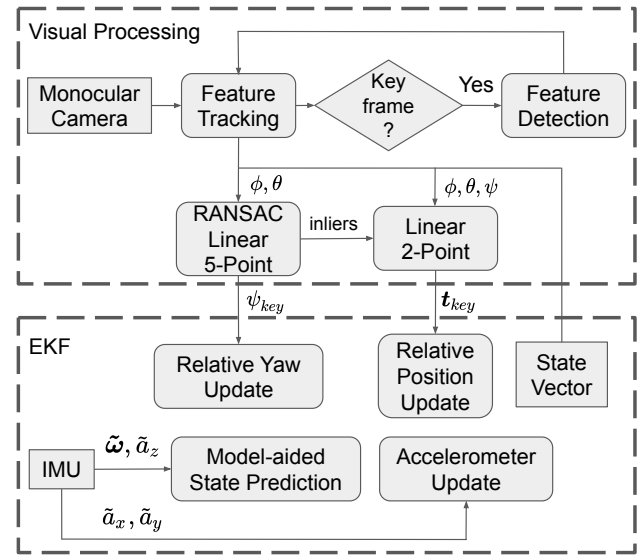 Visual Processing
Monocular
Camera
Feature
Tracking
Key
frame
?
Yes
Feature
Detection
ϕ, θ
ϕ, θ, ψ
RANSAC
Linear
5-Point
inliers
Linear
2-Point
ψ_key
t_key
EKF
Relative Yaw
Update
Relative
Position
Update
State
Vector
IMU
ω̃, ã_z
Model-aided
State Prediction
Accelerometer
Update
ã_x, ã_y